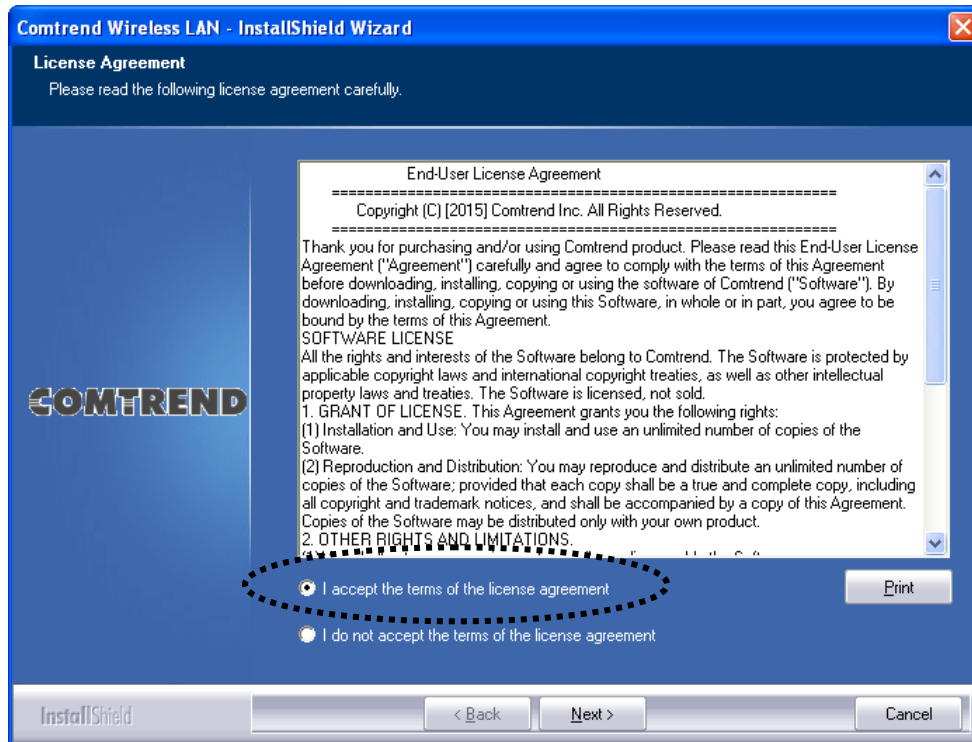 Comtrend Wireless LAN - InstallShield Wizard
License Agreement
Please read the following license agreement carefully.
End-User License Agreement
============================================================
Copyright (C) [2015] Comtrend Inc. All Rights Reserved.
============================================================
Thank you for purchasing and/or using Comtrend product. Please read this End-User License
Agreement ("Agreement") carefully and agree to comply with the terms of this Agreement
before downloading, installing, copying or using the software of Comtrend ("Software"). By
downloading, installing, copying or using this Software, in whole or in part, you agree to be
bound by the terms of this Agreement.
SOFTWARE LICENSE
All the rights and interests of the Software belong to Comtrend. The Software is protected by
applicable copyright laws and international copyright treaties, as well as other intellectual
property laws and treaties. The Software is licensed, not sold.
1. GRANT OF LICENSE. This Agreement grants you the following rights:
(1) Installation and Use: You may install and use an unlimited number of copies of the
Software.
(2) Reproduction and Distribution: You may reproduce and distribute an unlimited number of
copies of the Software; provided that each copy shall be a true and complete copy, including
all copyright and trademark notices, and shall be accompanied by a copy of this Agreement.
Copies of the Software may be distributed only with your own product.
2. OTHER RIGHTS AND LIMITATIONS.
COMTREND
I accept the terms of the license agreement
Print
I do not accept the terms of the license agreement
InstallShield
< Back
Next >
Cancel